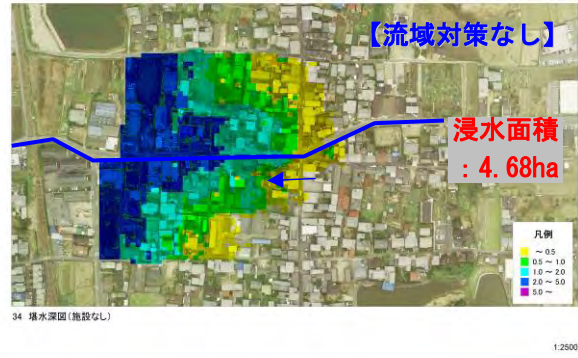 【流域対策なし】
浸水面積
：4.68ha
凡例
～ 0.5
0.5 ～ 1.0
1.0 ～ 2.0
2.0 ～ 5.0
5.0 ～
34 堪水深図(施設なし)
1:2500